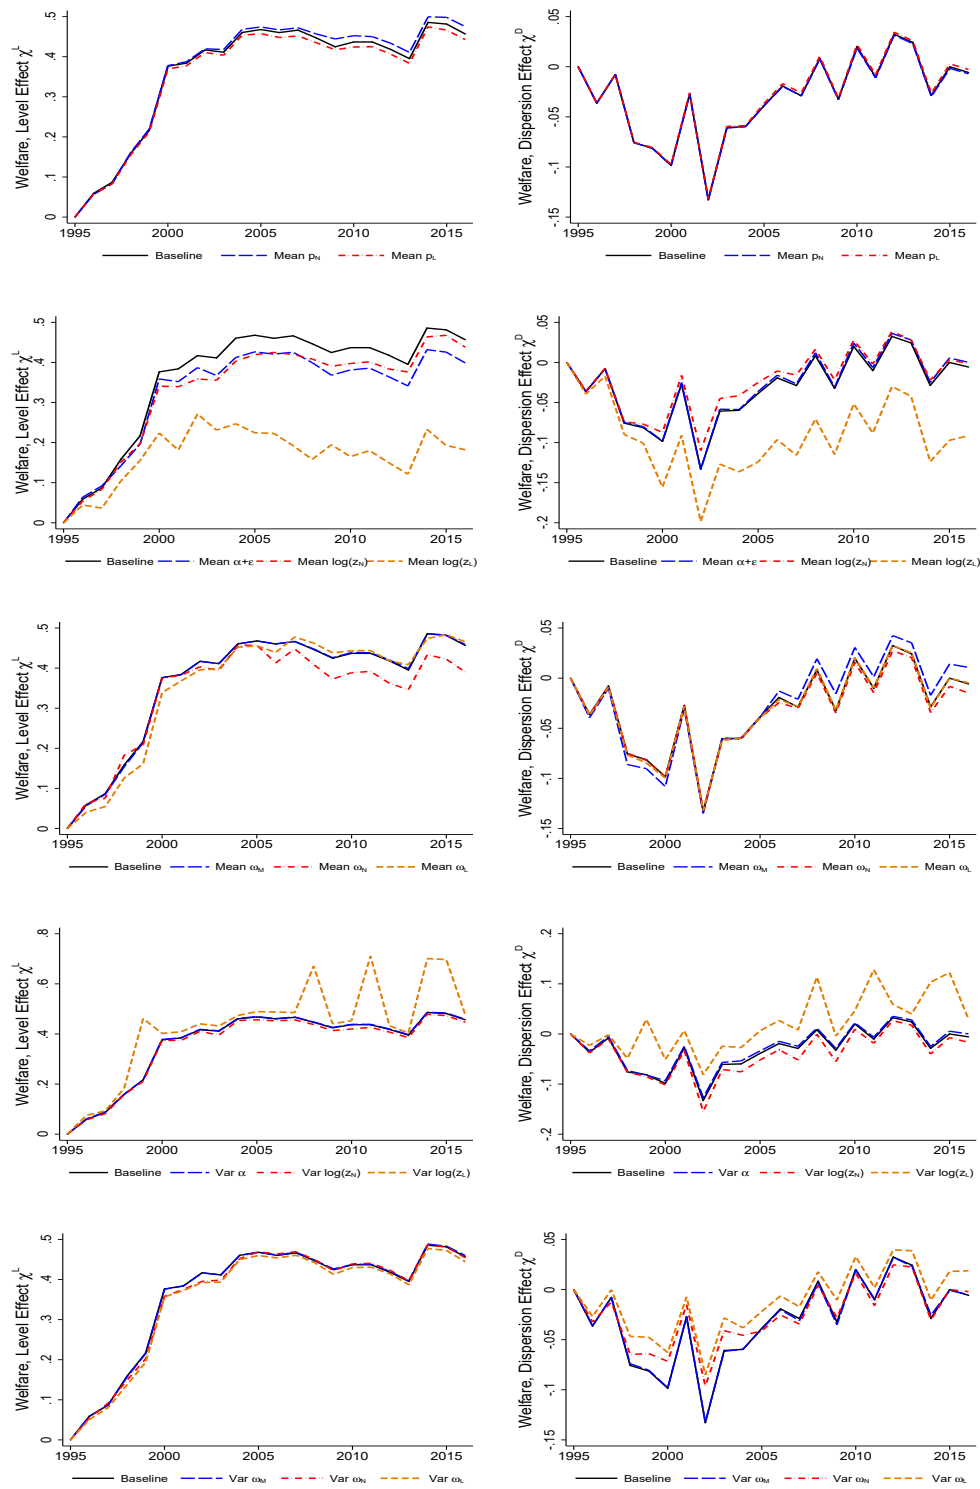 Welfare, Level Effect χᴸ
.5
.4
.3
.2
.1
0
1995 2000 2005 2010 2015
Baseline Mean pN Mean pL
Welfare, Dispersion Effect χᴰ
.05
0
-.05
-.1
-.15
1995 2000 2005 2010 2015
Baseline Mean pN Mean pL
Welfare, Level Effect χᴸ
.5
.4
.3
.2
.1
0
1995 2000 2005 2010 2015
Baseline Mean α+ε Mean log(zN) Mean log(zL)
Welfare, Dispersion Effect χᴰ
.05
0
-.05
-.1
-.15
-.2
1995 2000 2005 2010 2015
Baseline Mean α+ε Mean log(zN) Mean log(zL)
Welfare, Level Effect χᴸ
.5
.4
.3
.2
.1
0
1995 2000 2005 2010 2015
Baseline Mean ωM Mean ωN Mean ωL
Welfare, Dispersion Effect χᴰ
.05
0
-.05
-.1
-.15
1995 2000 2005 2010 2015
Baseline Mean ωM Mean ωN Mean ωL
Welfare, Level Effect χᴸ
.8
.6
.4
.2
0
1995 2000 2005 2010 2015
Baseline Var α Var log(zN) Var log(zL)
Welfare, Dispersion Effect χᴰ
.2
.1
0
-.1
-.2
1995 2000 2005 2010 2015
Baseline Var α Var log(zN) Var log(zL)
Welfare, Level Effect χᴸ
.5
.4
.3
.2
.1
0
1995 2000 2005 2010 2015
Baseline Var ωM Var ωN Var ωL
Welfare, Dispersion Effect χᴰ
.05
0
-.05
-.1
-.15
1995 2000 2005 2010 2015
Baseline Var ωM Var ωN Var ωL